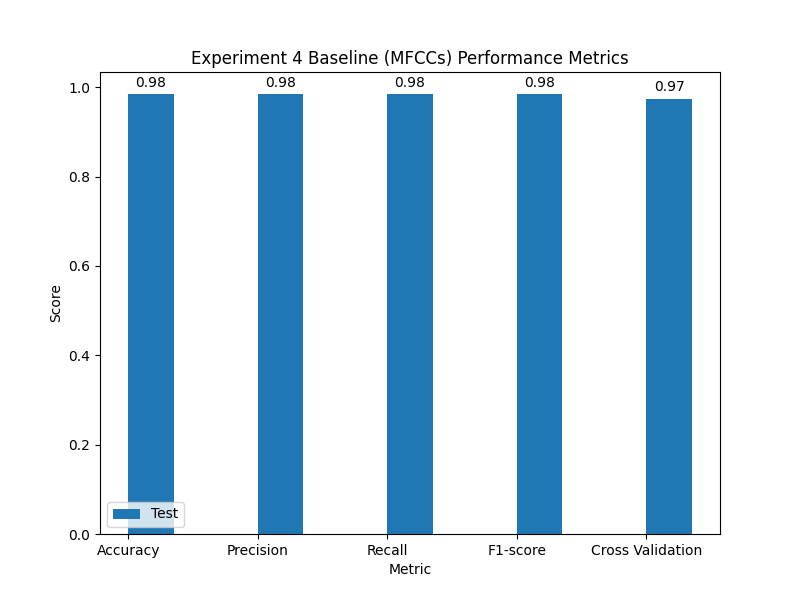 Experiment 4 Baseline (MFCCs) Performance Metrics
0.98 0.98 0.98 0.98 0.97
1.0
0.8
0.6
0.4
0.2
0.0
Score
Test
Accuracy Precision Recall F1-score Cross Validation
Metric